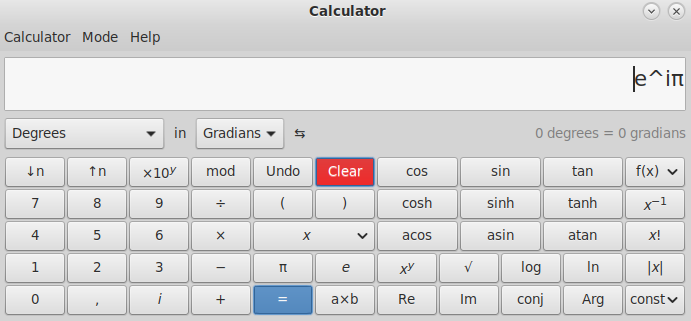 Calculator
Calculator Mode Help
e^iπ
Degrees in Gradians ⇆ 0 degrees = 0 gradians
↓n ↑n ×10ʸ mod Undo Clear cos sin tan f(x)
7 8 9 ÷ ( ) cosh sinh tanh x⁻¹
4 5 6 × x acos asin atan x!
1 2 3 − π e xʸ √ log ln |x|
0 , i + = a×b Re Im conj Arg const